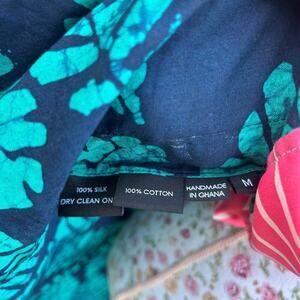 100% SILK
DRY CLEAN ON
100% COTTON
HANDMADE
IN GHANA
M